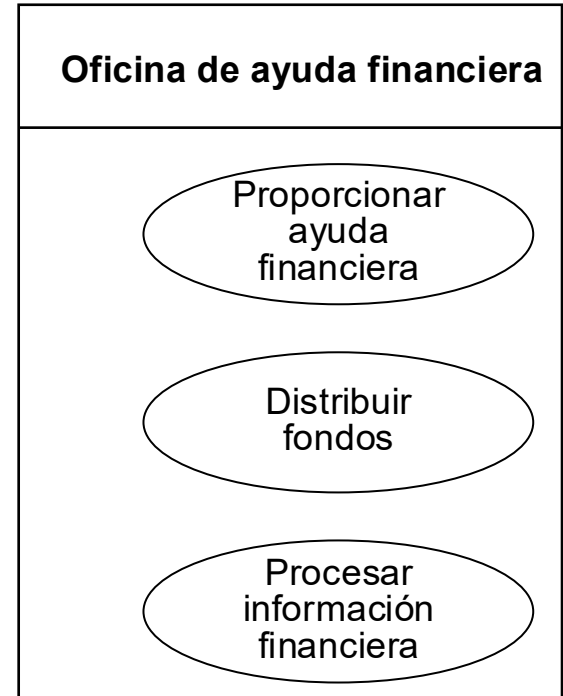 Oficina de ayuda financiera
Proporcionar
ayuda
financiera
Distribuir
fondos
Procesar
información
financiera